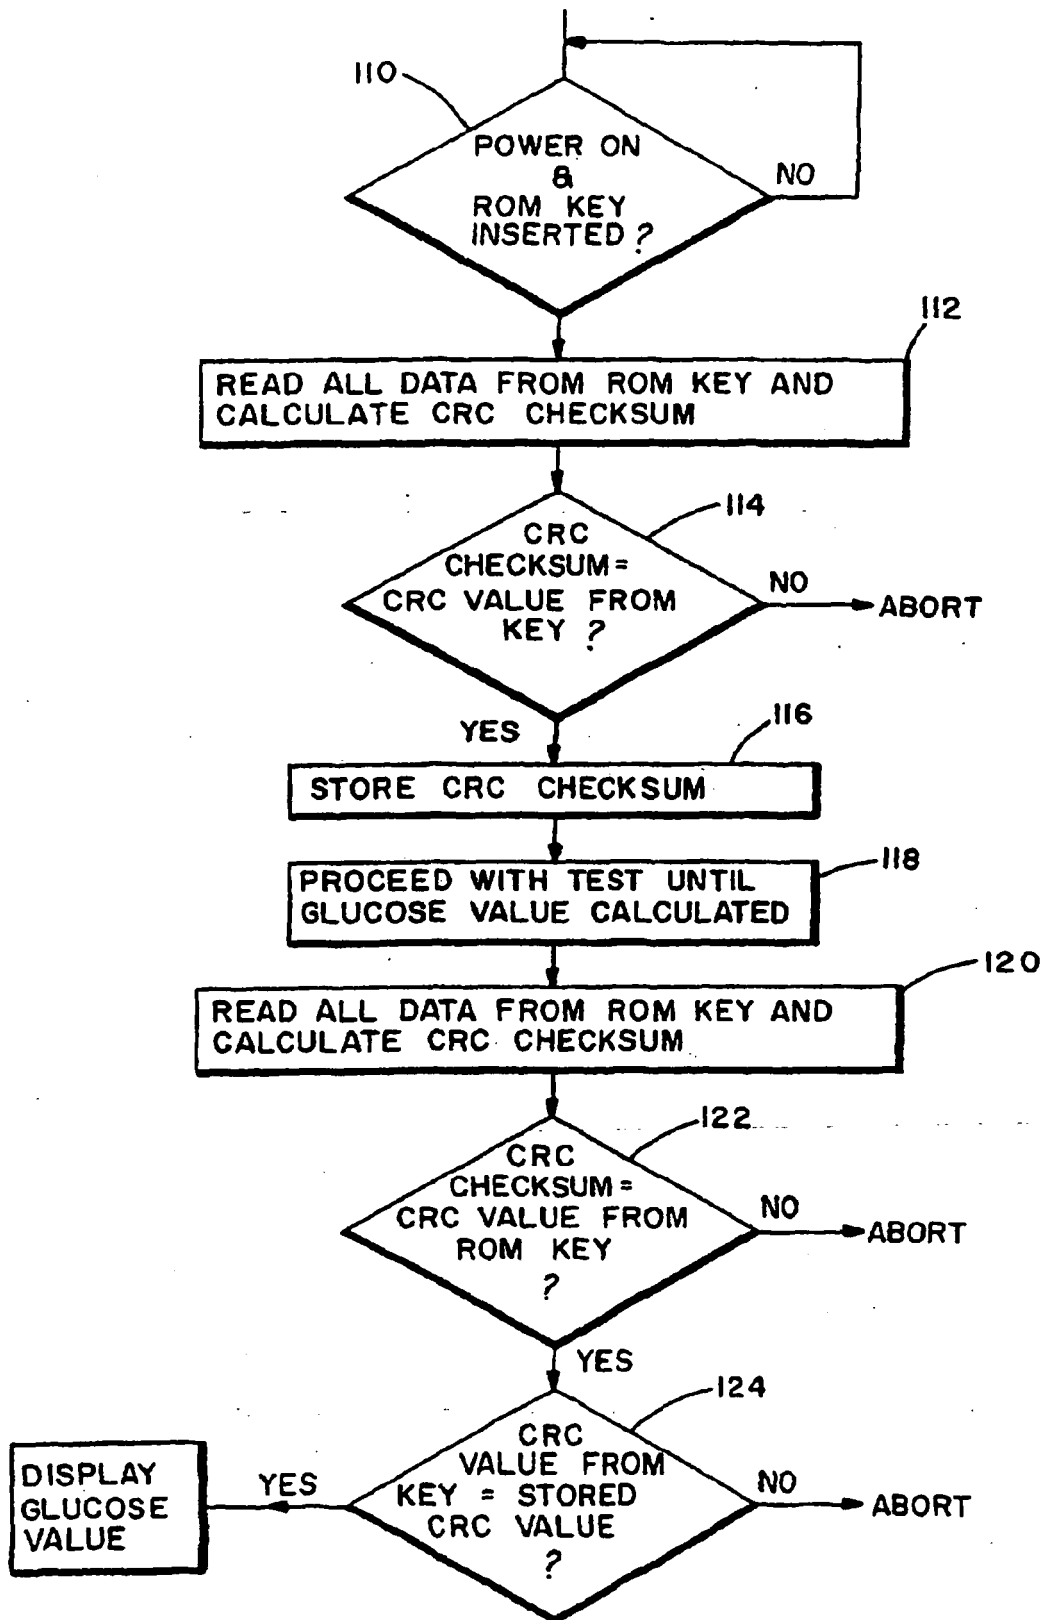 110
POWER ON
&
ROM KEY
INSERTED ?
NO
112
READ ALL DATA FROM ROM KEY AND
CALCULATE CRC CHECKSUM
114
CRC
CHECKSUM =
CRC VALUE FROM
KEY ?
NO
ABORT
YES
116
STORE CRC CHECKSUM
118
PROCEED WITH TEST UNTIL
GLUCOSE VALUE CALCULATED
120
READ ALL DATA FROM ROM KEY AND
CALCULATE CRC CHECKSUM
122
CRC
CHECKSUM =
CRC VALUE FROM
ROM KEY
?
NO
ABORT
YES
124
CRC
VALUE FROM
KEY = STORED
CRC VALUE
?
NO
ABORT
YES
DISPLAY
GLUCOSE
VALUE